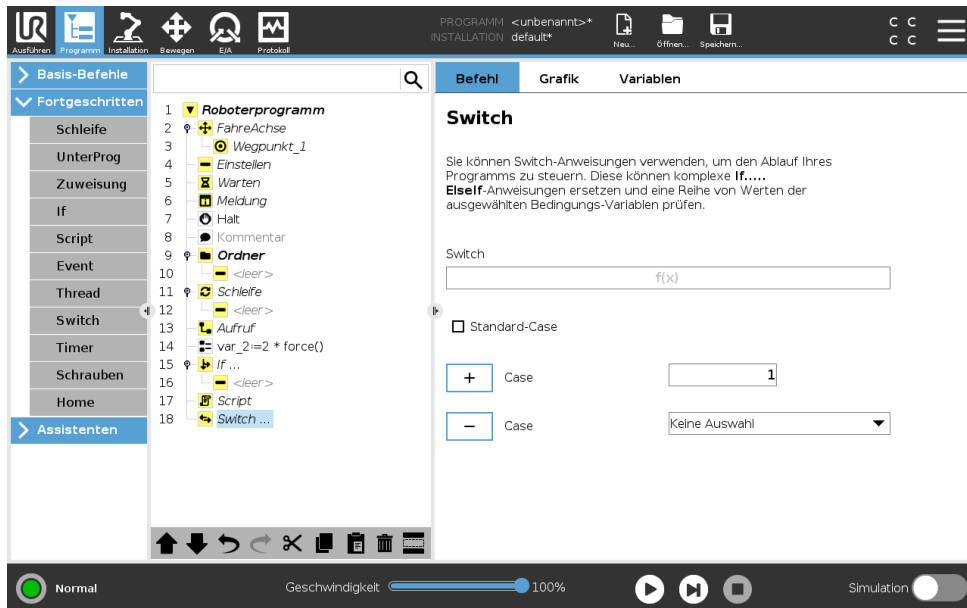 Ausführen
Programm
Installation
Bewegen
E/A
Protokoll
PROGRAMM <unbenannt>*
INSTALLATION default*
Neu...
Öffnen...
Speichern...
C C
C C
Basis-Befehle
Fortgeschritten
Schleife
UnterProg
Zuweisung
If
Script
Event
Thread
Switch
Timer
Schrauben
Home
Assistenten
1 Roboterprogramm
2 FahreAchse
3 Wegpunkt_1
4 Einstellen
5 Warten
6 Meldung
7 Halt
8 Kommentar
9 Ordner
10 <leer>
11 Schleife
12 <leer>
13 Aufruf
14 var_2:=2 * force()
15 If ...
16 <leer>
17 Script
18 Switch ...
Befehl Grafik Variablen
Switch
Sie können Switch-Anweisungen verwenden, um den Ablauf Ihres
Programms zu steuern. Diese können komplexe If.....
ElseIf-Anweisungen ersetzen und eine Reihe von Werten der
ausgewählten Bedingungs-Variablen prüfen.
Switch
f(x)
Standard-Case
+ Case 1
− Case Keine Auswahl
Normal
Geschwindigkeit 100%
Simulation